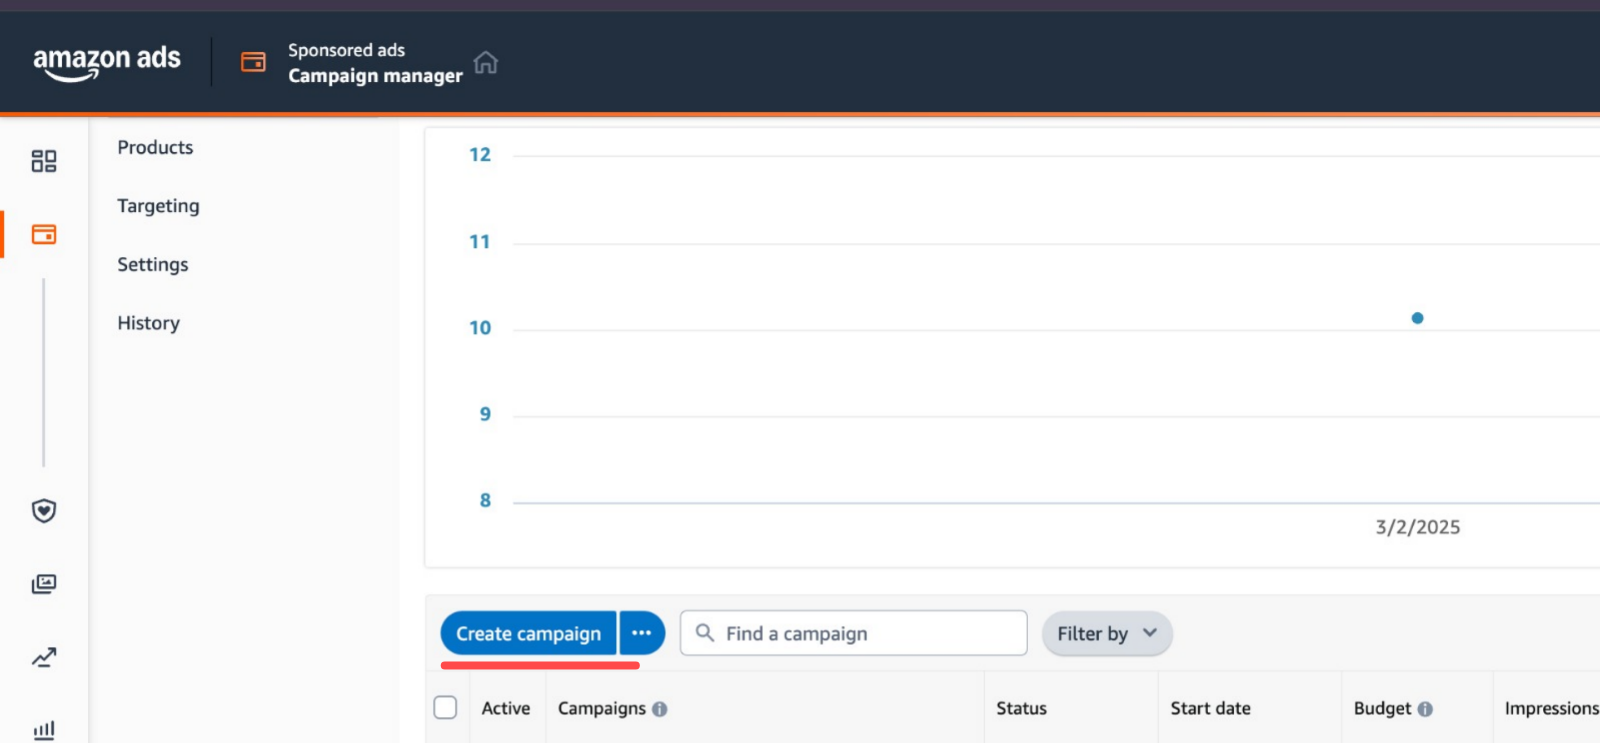 amazon ads
Sponsored ads
Campaign manager
Products
Targeting
Settings
History
12
11
10
9
8
3/2/2025
Create campaign
Find a campaign
Filter by
Active
Campaigns
Status
Start date
Budget
Impressions